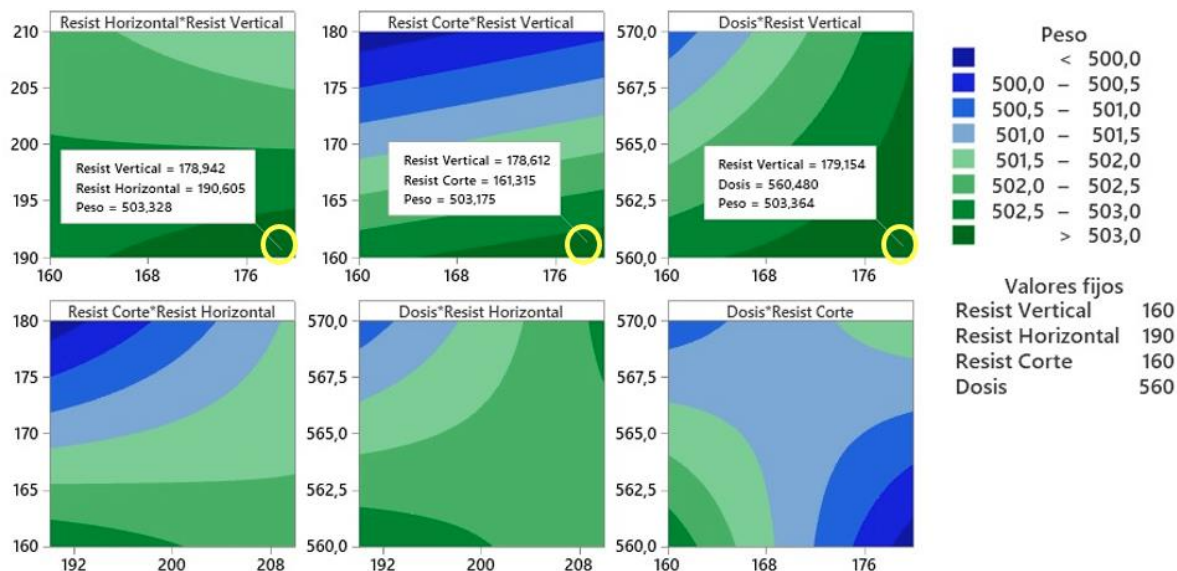 Resist Horizontal*Resist Vertical
210
205
200
195
190
160
168
176
Resist Vertical = 178,942
Resist Horizontal = 190,605
Peso = 503,328
Resist Corte*Resist Vertical
180
175
170
165
160
160
168
176
Resist Vertical = 178,612
Resist Corte = 161,315
Peso = 503,175
Dosis*Resist Vertical
570,0
567,5
565,0
562,5
560,0
160
168
176
Resist Vertical = 179,154
Dosis = 560,480
Peso = 503,364
Resist Corte*Resist Horizontal
180
175
170
165
160
192
200
208
Dosis*Resist Horizontal
570,0
567,5
565,0
562,5
560,0
192
200
208
Dosis*Resist Corte
570,0
567,5
565,0
562,5
560,0
160
168
176
Peso
< 500,0
500,0 – 500,5
500,5 – 501,0
501,0 – 501,5
501,5 – 502,0
502,0 – 502,5
502,5 – 503,0
> 503,0
Valores fijos
Resist Vertical 160
Resist Horizontal 190
Resist Corte 160
Dosis 560